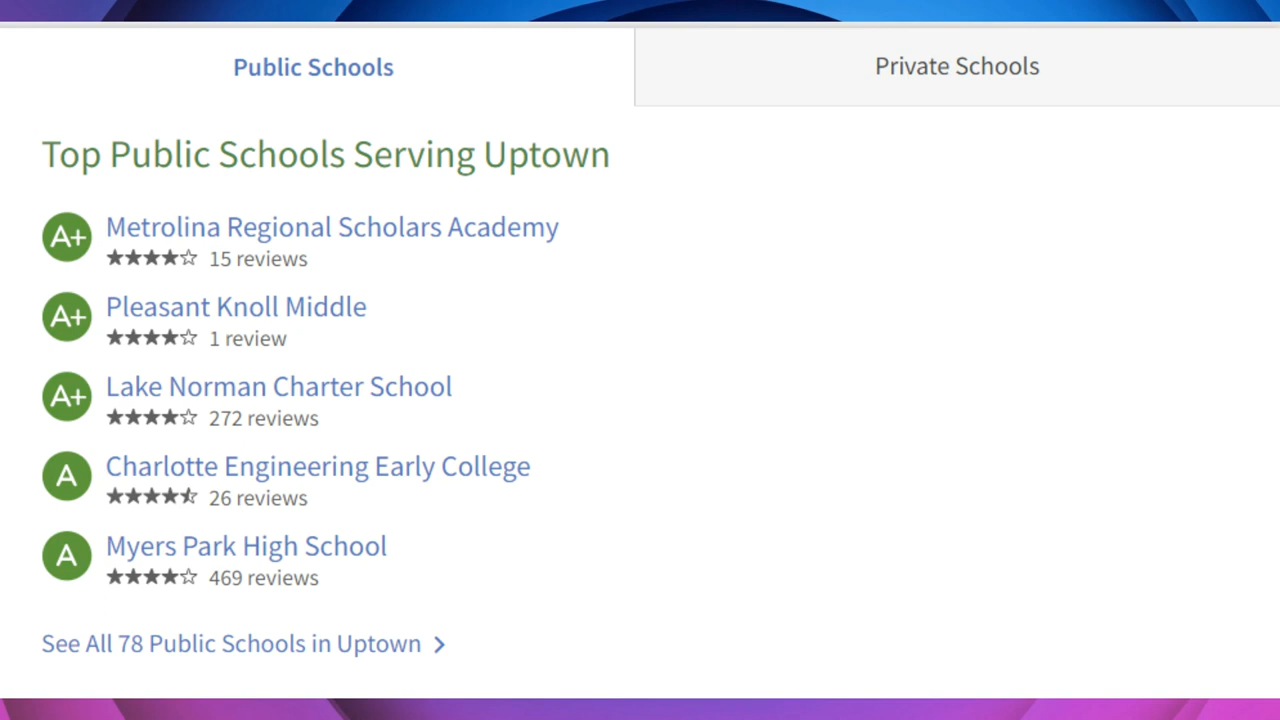 Public Schools
Private Schools
Top Public Schools Serving Uptown
A+ Metrolina Regional Scholars Academy
★★★★☆ 15 reviews
A+ Pleasant Knoll Middle
★★★★☆ 1 review
A+ Lake Norman Charter School
★★★★☆ 272 reviews
A Charlotte Engineering Early College
26 reviews
A Myers Park High School
★★★★☆ 469 reviews
See All 78 Public Schools in Uptown >